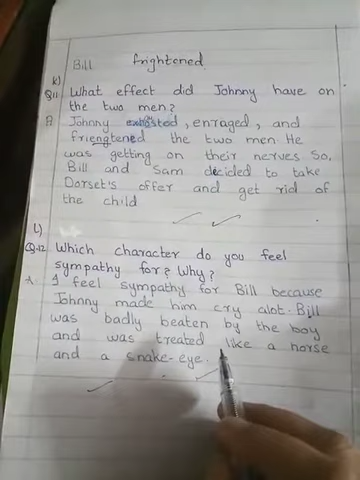 Bill frightened.
k)
Q11 What effect did Johnny have on
the two men?
A Johnny exhosted, enraged, and
friengtened the two men He
was getting on their nerves So,
Bill and Sam decided to take
Dorset's offer and get rid of
the child
l)
Q.12 Which character do you feel
sympathy for? Why?
A. I feel sympathy for Bill because
Johnny made him cry alot. Bill
was badly beaten by the boy
and was treated like a horse
and a snake-eye.